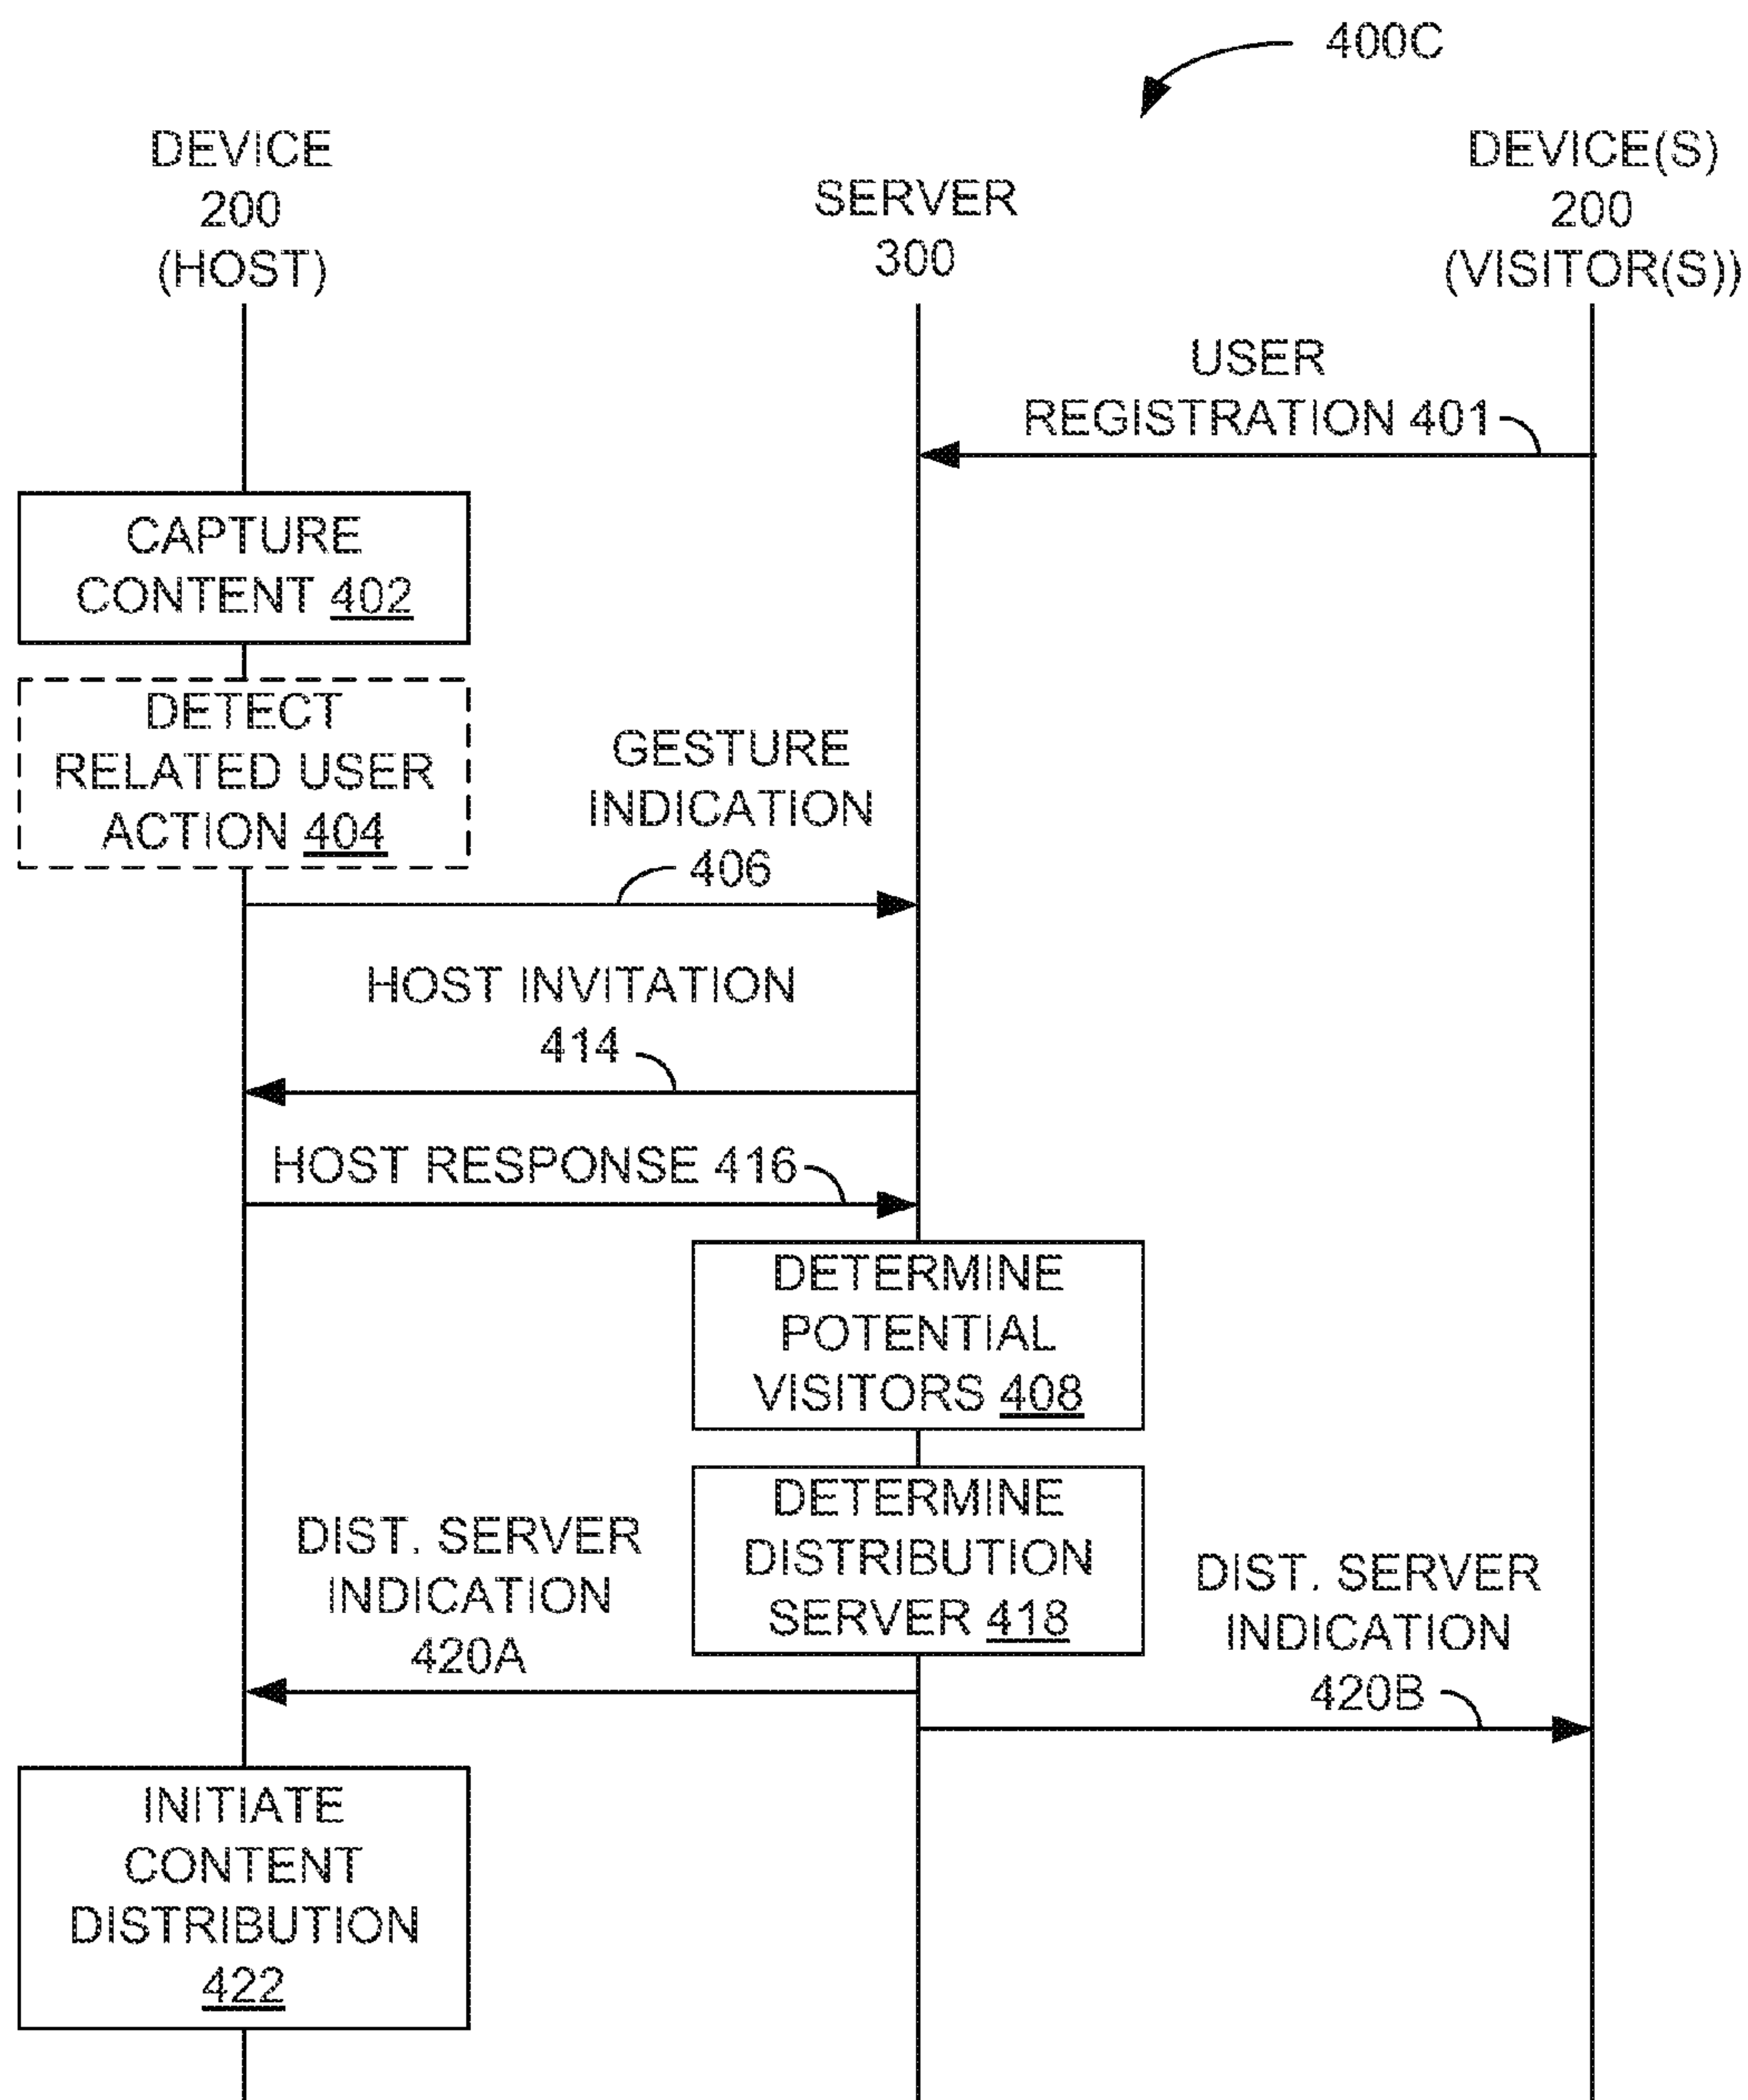 400C
DEVICE
200
(HOST)
SERVER
300
DEVICE(S)
200
(VISITOR(S))
USER
REGISTRATION 401
CAPTURE
CONTENT 402
DETECT
RELATED USER
ACTION 404
GESTURE
INDICATION
406
HOST INVITATION
414
HOST RESPONSE 416
DETERMINE
POTENTIAL
VISITORS 408
DETERMINE
DISTRIBUTION
SERVER 418
DIST. SERVER
INDICATION
420A
DIST. SERVER
INDICATION
420B
INITIATE
CONTENT
DISTRIBUTION
422